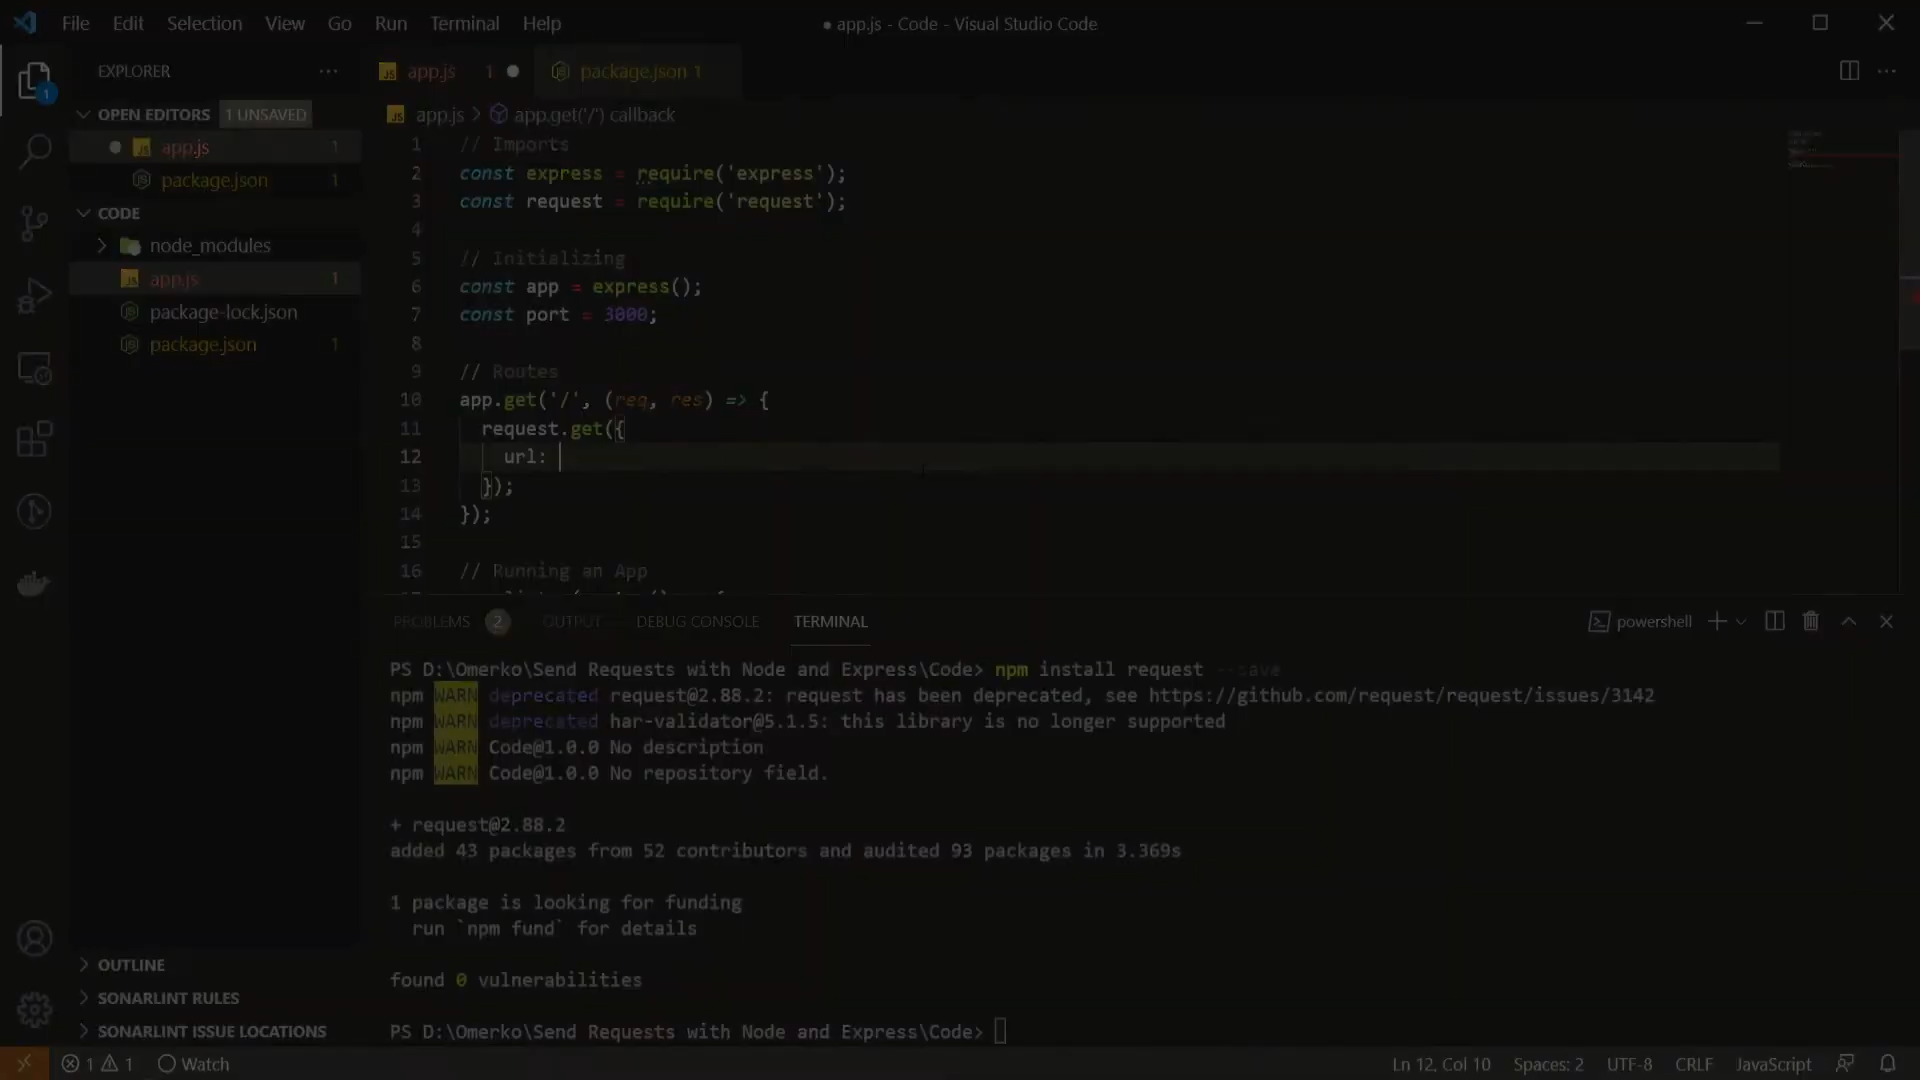 File Edit Selection View Go Run Terminal Help
● app.js - Code - Visual Studio Code
EXPLORER
app.js 1
package.json 1
OPEN EDITORS 1 UNSAVED
app.js 1
package.json 1
CODE
node_modules
app.js 1
package-lock.json
package.json 1
OUTLINE
SONARLINT RULES
SONARLINT ISSUE LOCATIONS
app.js > app.get('/') callback
1 // Imports
2 const express = require('express');
3 const request = require('request');
4
5 // Initializing
6 const app = express();
7 const port = 3000;
8
9 // Routes
10 app.get('/', (req, res) => {
11 request.get({
12 url:
13 });
14 });
15
16 // Running an App
PROBLEMS 2 OUTPUT DEBUG CONSOLE TERMINAL
powershell
PS D:\Omerko\Send Requests with Node and Express\Code> npm install request --save
npm WARN deprecated request@2.88.2: request has been deprecated, see https://github.com/request/request/issues/3142
npm WARN deprecated har-validator@5.1.5: this library is no longer supported
npm WARN Code@1.0.0 No description
npm WARN Code@1.0.0 No repository field.
+ request@2.88.2
added 43 packages from 52 contributors and audited 93 packages in 3.369s
1 package is looking for funding
run `npm fund` for details
found 0 vulnerabilities
PS D:\Omerko\Send Requests with Node and Express\Code>
1 1 Watch
Ln 12, Col 10 Spaces: 2 UTF-8 CRLF JavaScript